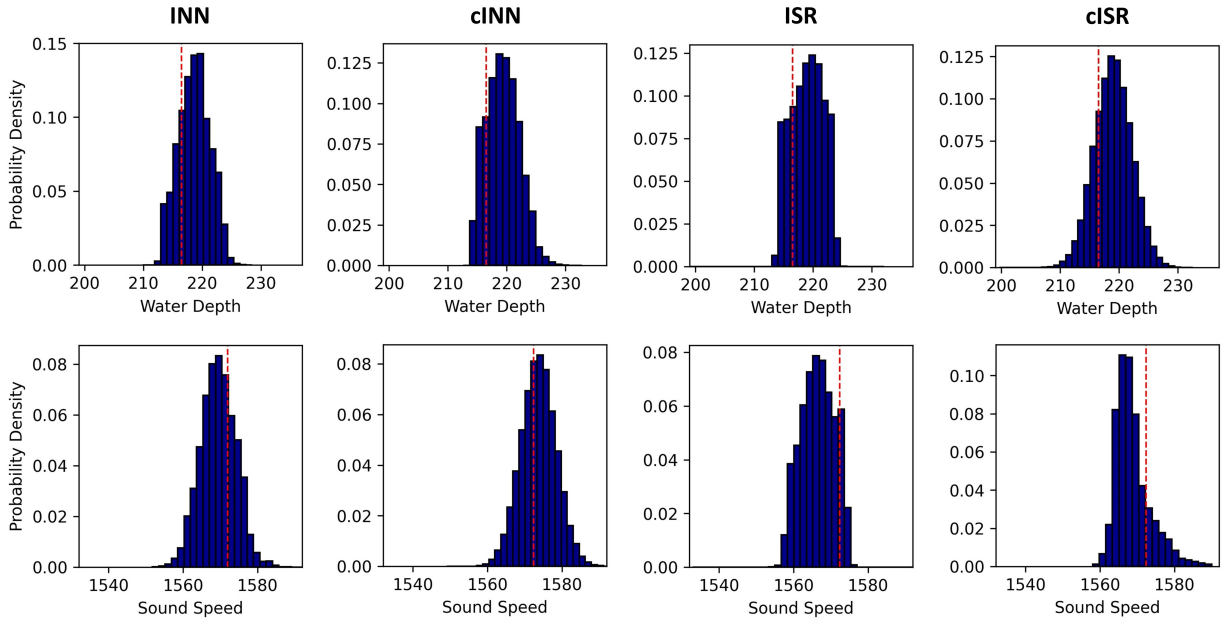 INN cINN ISR cISR
0.15
0.10
0.05
0.00
Probability Density
200 210 220 230
Water Depth
0.125
0.100
0.075
0.050
0.025
0.000
200 210 220 230
Water Depth
0.125
0.100
0.075
0.050
0.025
0.000
200 210 220 230
Water Depth
0.125
0.100
0.075
0.050
0.025
0.000
200 210 220 230
Water Depth
0.08
0.06
0.04
0.02
0.00
Probability Density
1540 1560 1580
Sound Speed
0.08
0.06
0.04
0.02
0.00
1540 1560 1580
Sound Speed
0.08
0.06
0.04
0.02
0.00
1540 1560 1580
Sound Speed
0.10
0.08
0.06
0.04
0.02
0.00
1540 1560 1580
Sound Speed